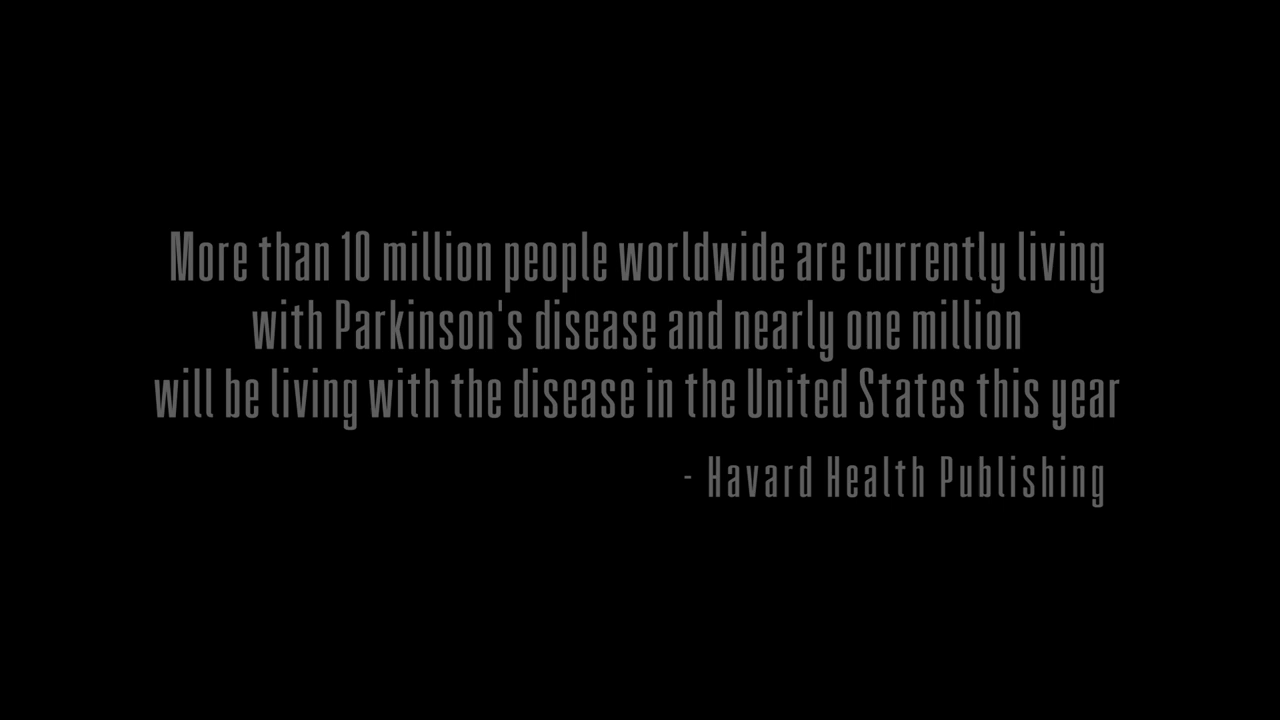 More than 10 million people worldwide are currently living
with Parkinson's disease and nearly one million
will be living with the disease in the United States this year
- Havard Health Publishing